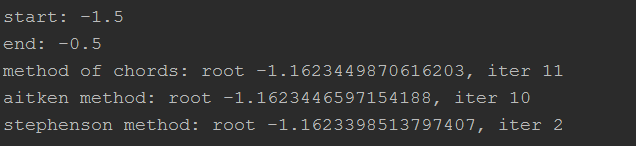 start: -1.5
end: -0.5
method of chords: root -1.1623449870616203, iter 11
aitken method: root -1.1623446597154188, iter 10
stephenson method: root -1.1623398513797407, iter 2